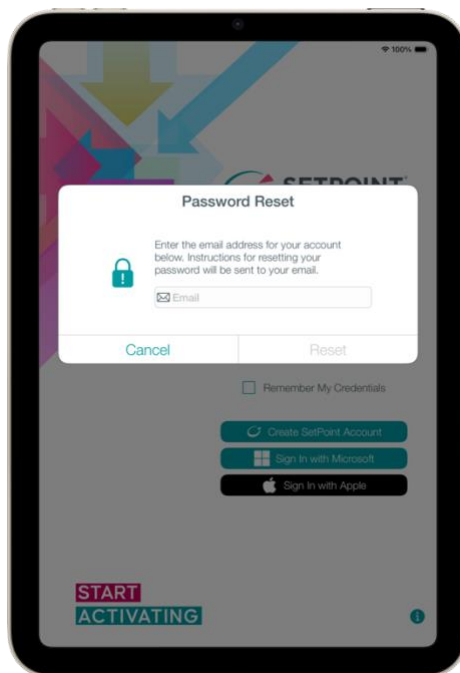 100%
SETPOINT
Password Reset
Enter the email address for your account
below. Instructions for resetting your
password will be sent to your email.
Email
Cancel
Reset
Remember My Credentials
Create SetPoint Account
Sign In with Microsoft
Sign In with Apple
START
ACTIVATING